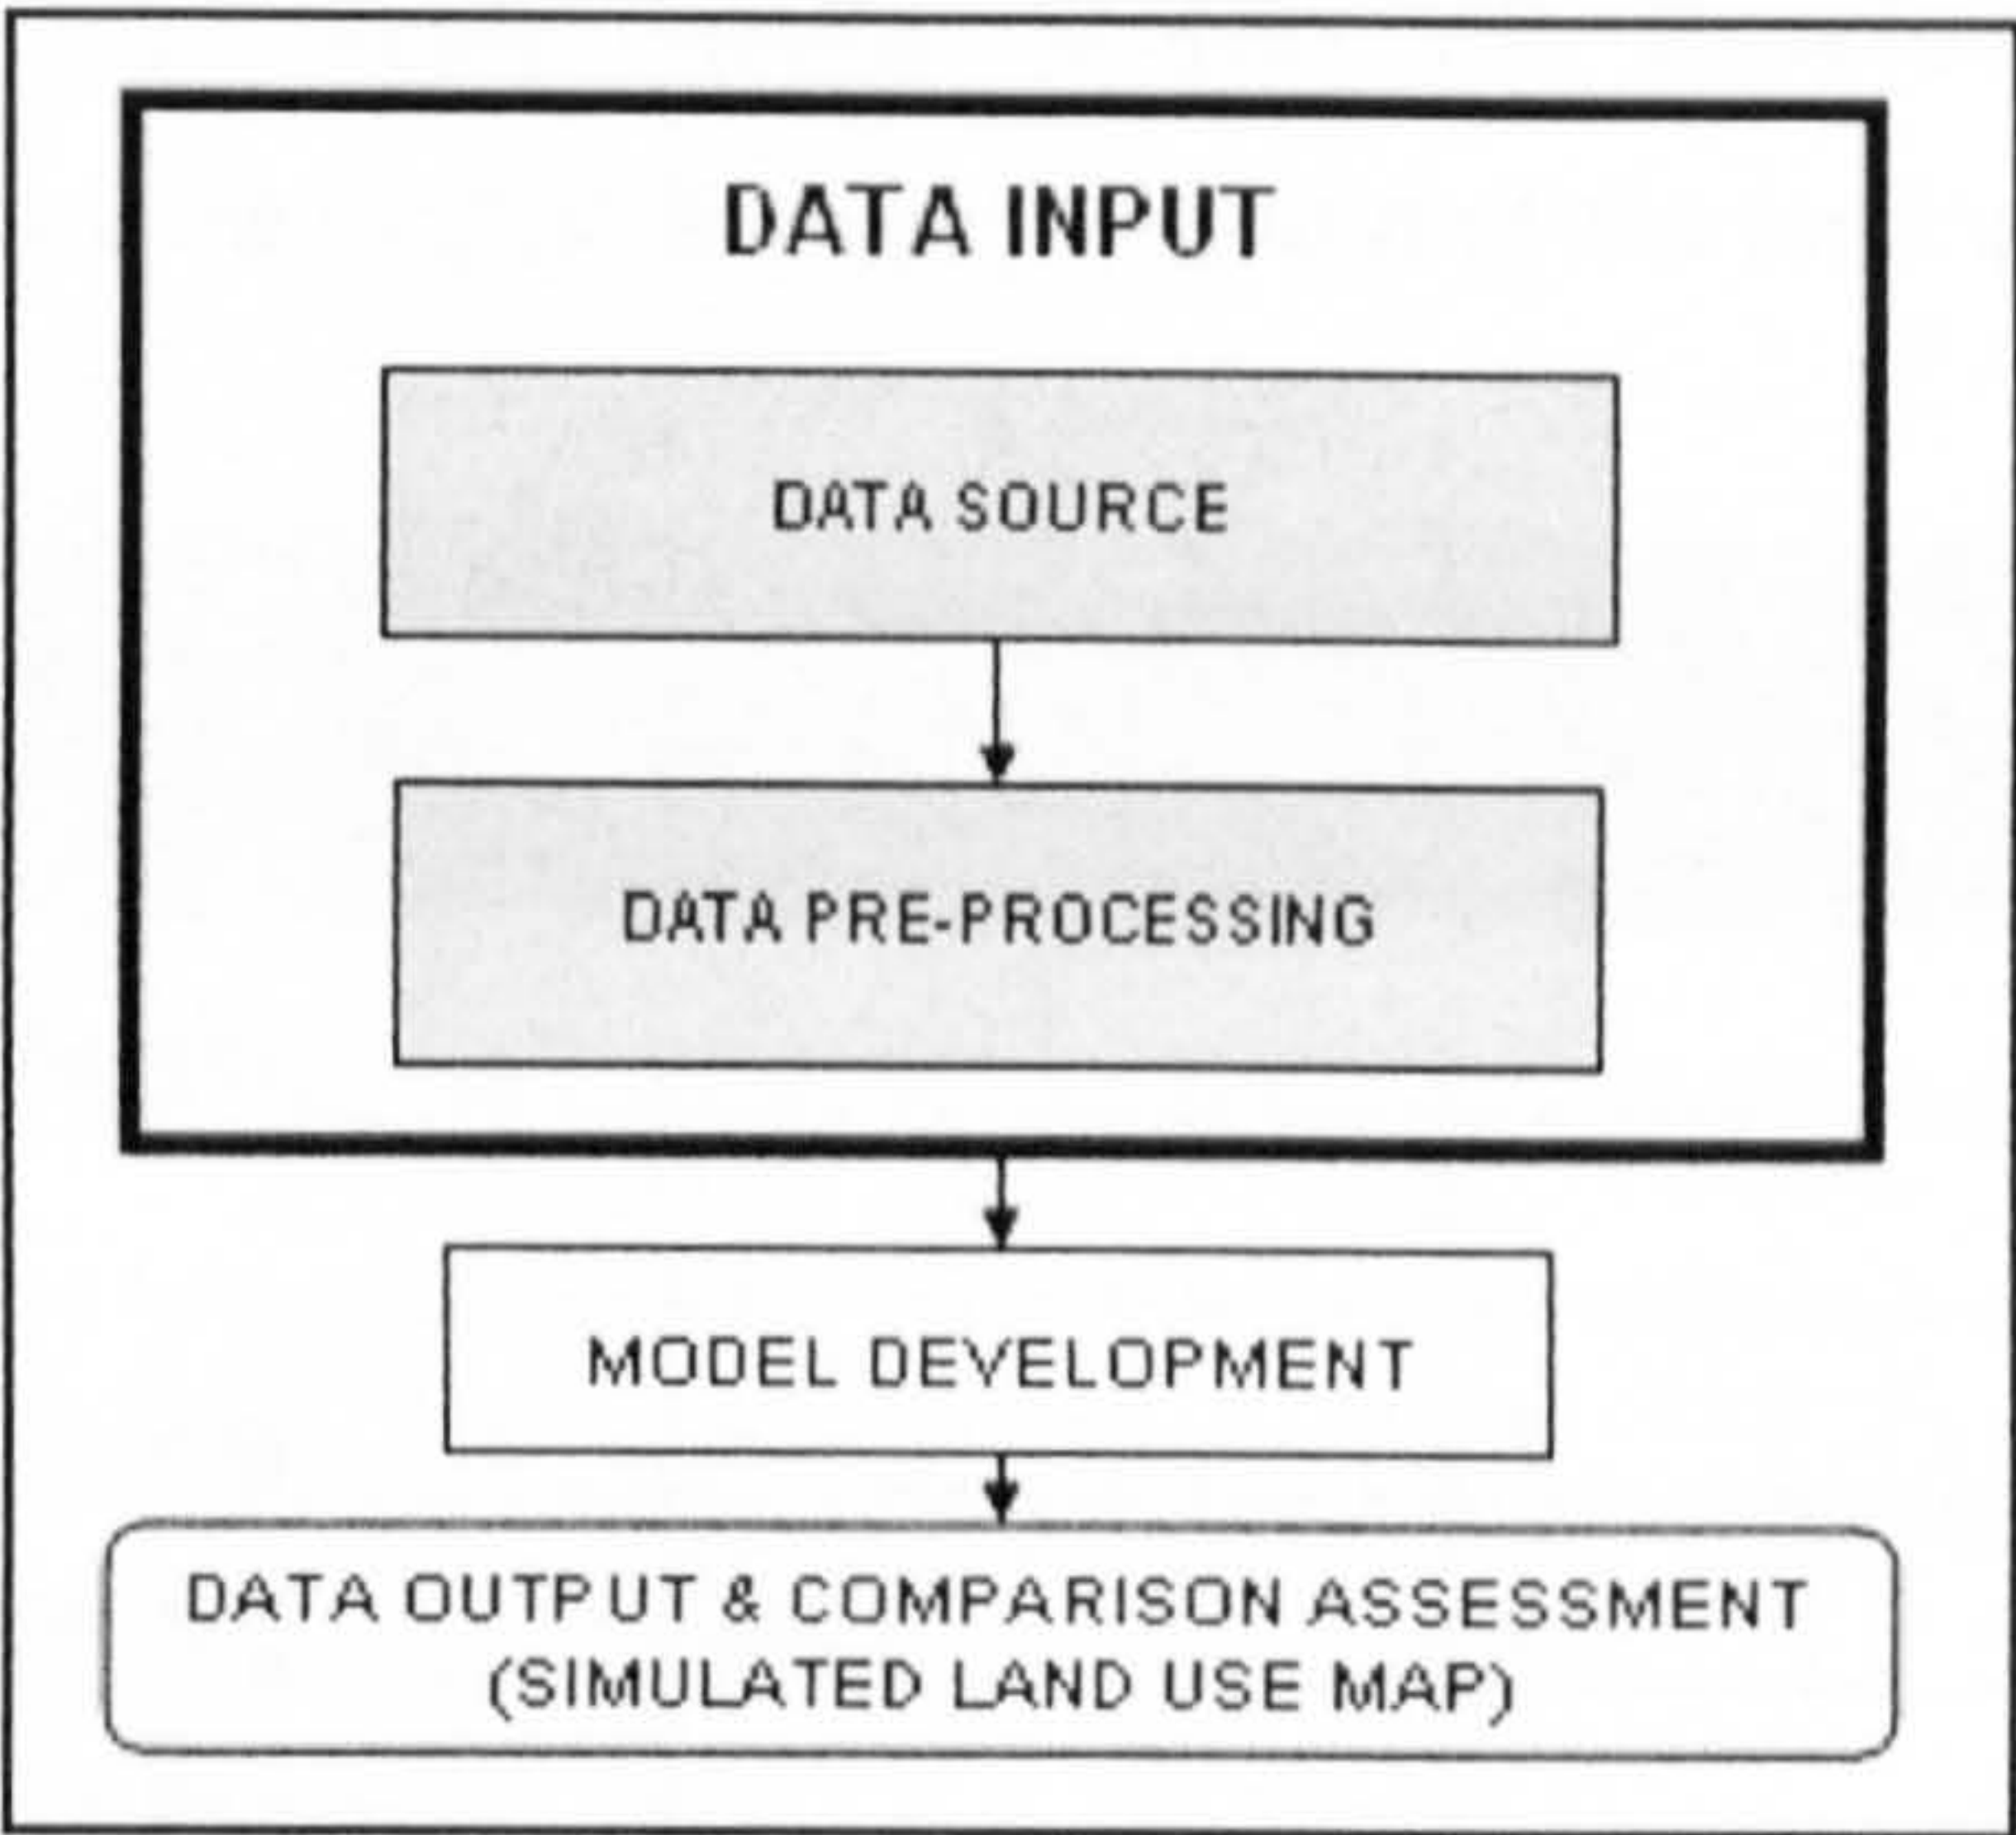 DATA INPUT
DATA SOURCE
DATA PRE-PROCESSING
MODEL DEVELOPMENT
DATA OUTPUT & COMPARISON ASSESSMENT
(SIMULATED LAND USE MAP)